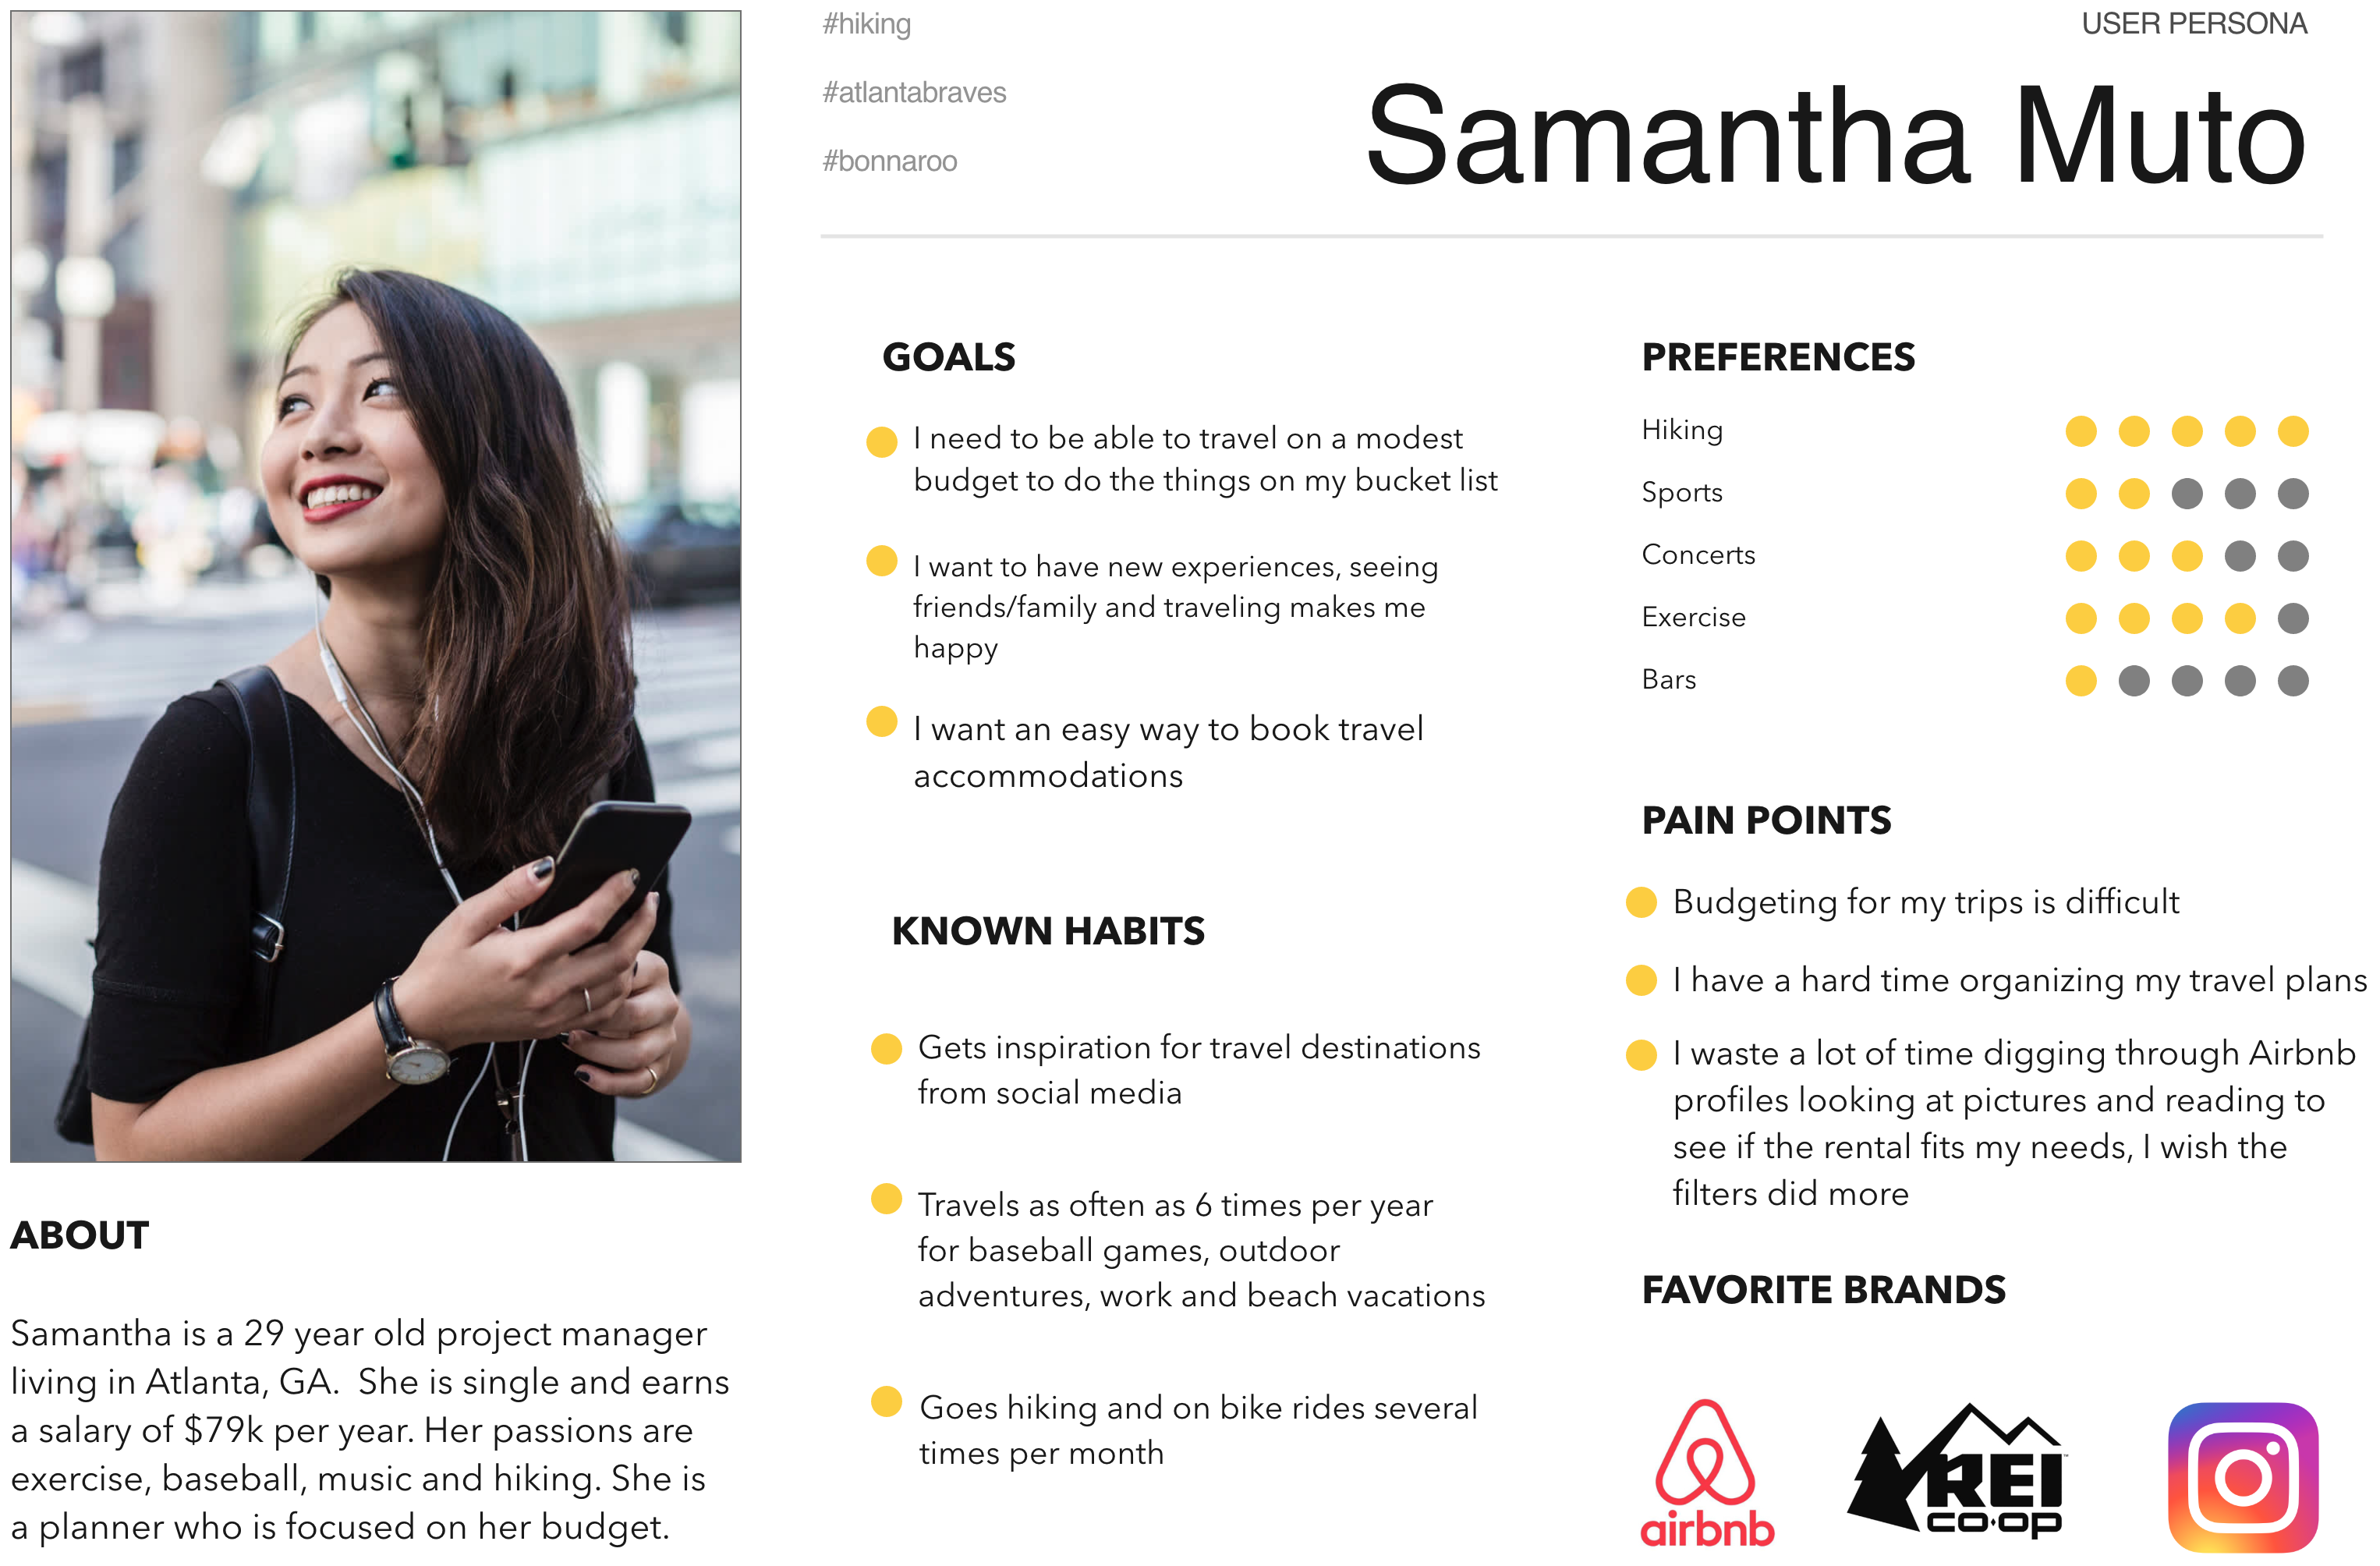 #hiking
#atlantabraves
#bonnaroo
USER PERSONA
Samantha Muto
GOALS
I need to be able to travel on a modest
budget to do the things on my bucket list
I want to have new experiences, seeing
friends/family and traveling makes me
happy
I want an easy way to book travel
accommodations
KNOWN HABITS
Gets inspiration for travel destinations
from social media
Travels as often as 6 times per year
for baseball games, outdoor
adventures, work and beach vacations
Goes hiking and on bike rides several
times per month
PREFERENCES
Hiking
Sports
Concerts
Exercise
Bars
PAIN POINTS
Budgeting for my trips is difficult
I have a hard time organizing my travel plans
I waste a lot of time digging through Airbnb
profiles looking at pictures and reading to
see if the rental fits my needs, I wish the
filters did more
FAVORITE BRANDS
airbnb
REI
CO·OP
ABOUT
Samantha is a 29 year old project manager
living in Atlanta, GA.  She is single and earns
a salary of $79k per year. Her passions are
exercise, baseball, music and hiking. She is
a planner who is focused on her budget.